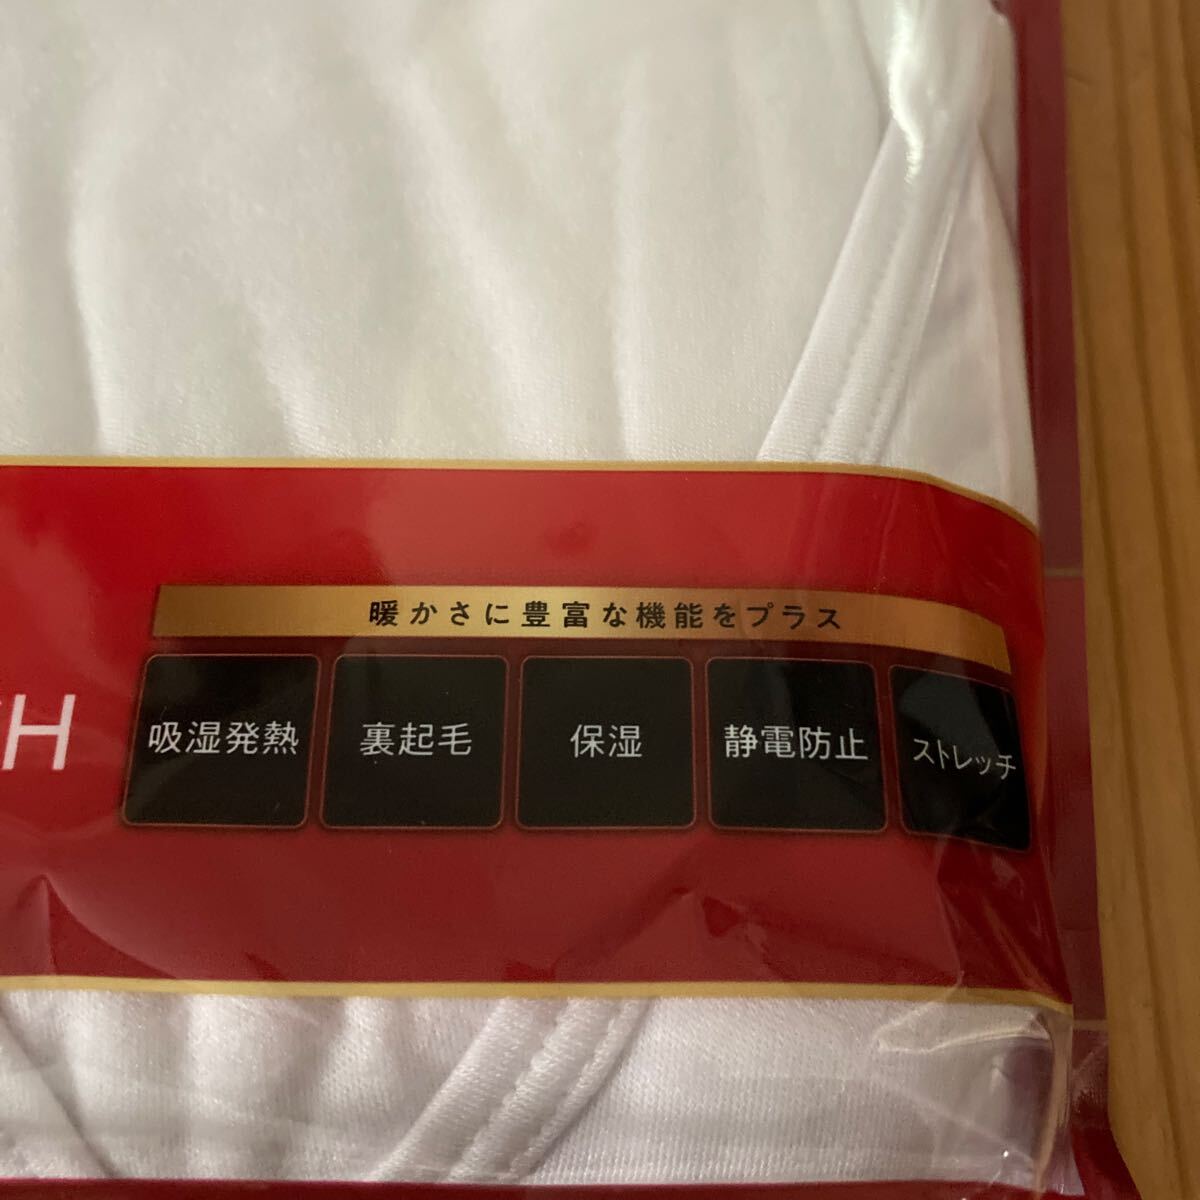 暖かさに豊富な機能をプラス
吸湿発熱
裏起毛
保湿
静電防止
ストレッチ
H